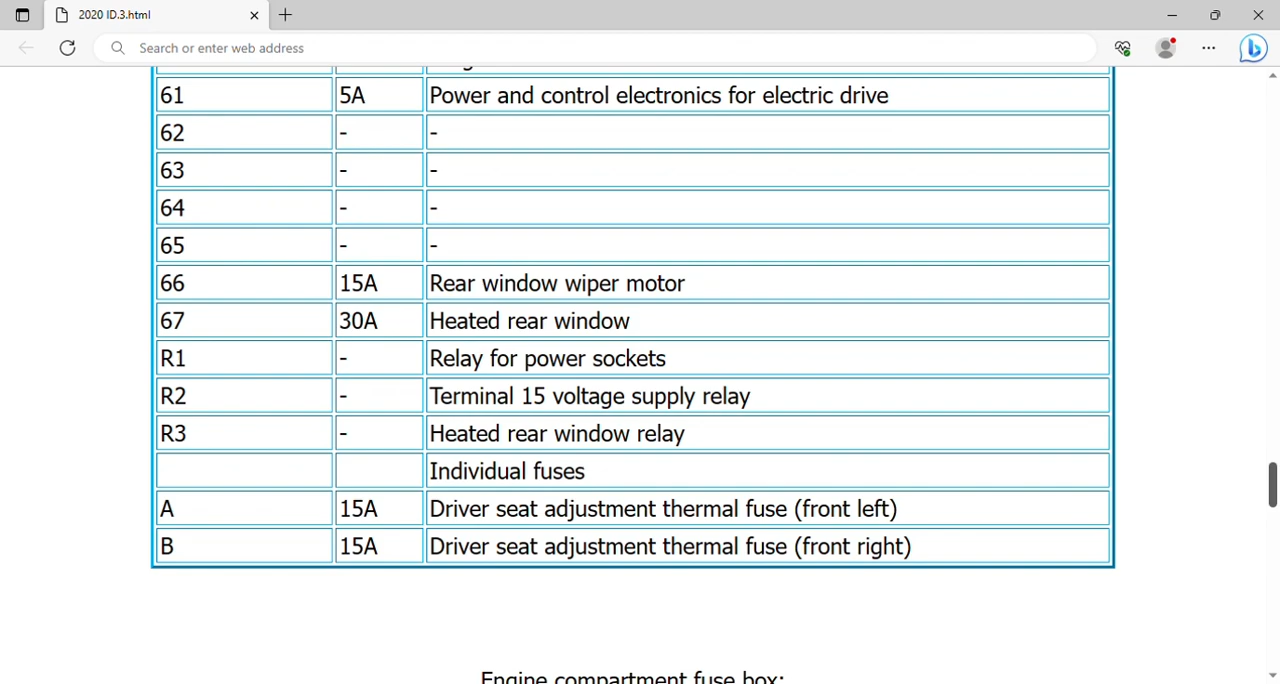 2020 ID.3.html
Search or enter web address
61 5A Power and control electronics for electric drive
62 - -
63 - -
64 - -
65 - -
66 15A Rear window wiper motor
67 30A Heated rear window
R1 - Relay for power sockets
R2 - Terminal 15 voltage supply relay
R3 - Heated rear window relay
Individual fuses
A 15A Driver seat adjustment thermal fuse (front left)
B 15A Driver seat adjustment thermal fuse (front right)
Engine compartment fuse box: